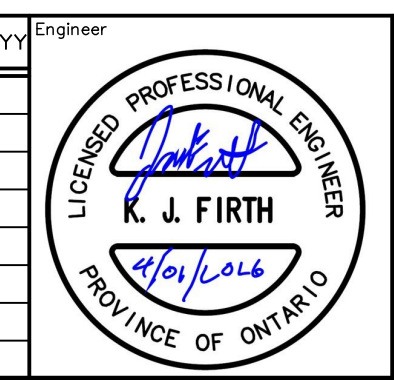 YY
Engineer
LICENSED PROFESSIONAL ENGINEER
K. J. FIRTH
4/01/2016
PROVINCE OF ONTARIO